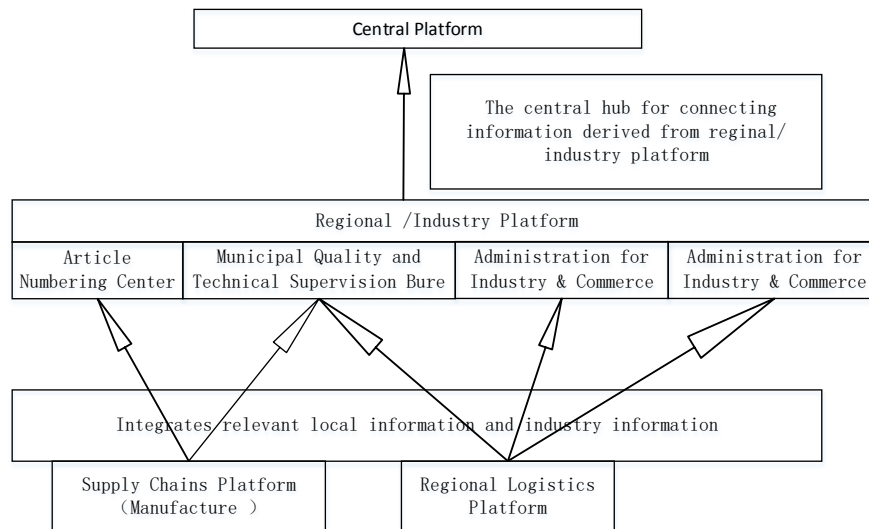 Central Platform
The central hub for connecting
information derived from reginal/
industry platform
Regional /Industry Platform
Article
Numbering Center
Municipal Quality and
Technical Supervision Bure
Administration for
Industry & Commerce
Administration for
Industry & Commerce
Integrates relevant local information and industry information
Supply Chains Platform
（Manufacture ）
Regional Logistics
Platform